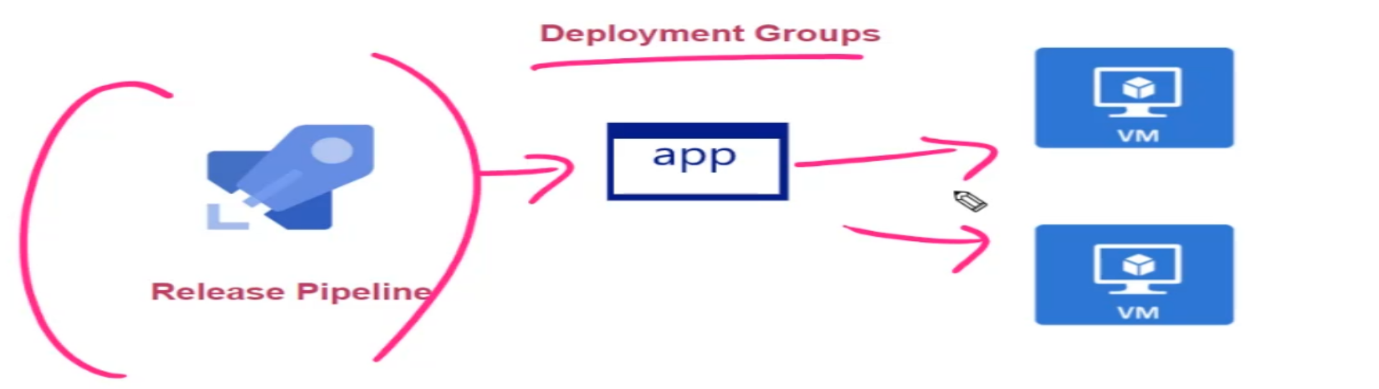 Deployment Groups
app
VM
Release Pipeline
VM